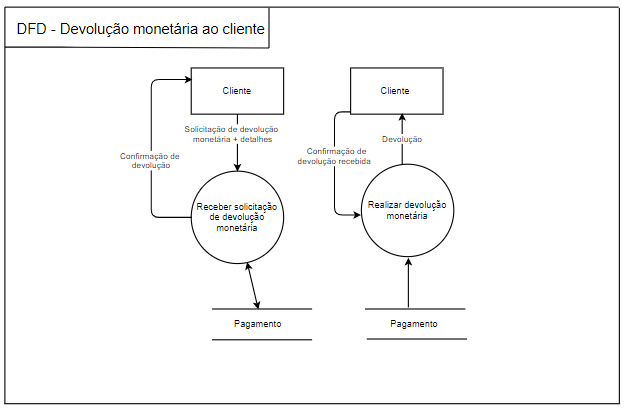 DFD - Devolução monetária ao cliente
Cliente
Cliente
Solicitação de devolução
monetária + detalhes
Devolução
Confirmação de
devolução
Confirmação de
devolução recebida
Receber solicitação
de devolução
monetária
Realizar devolução
monetária
Pagamento
Pagamento